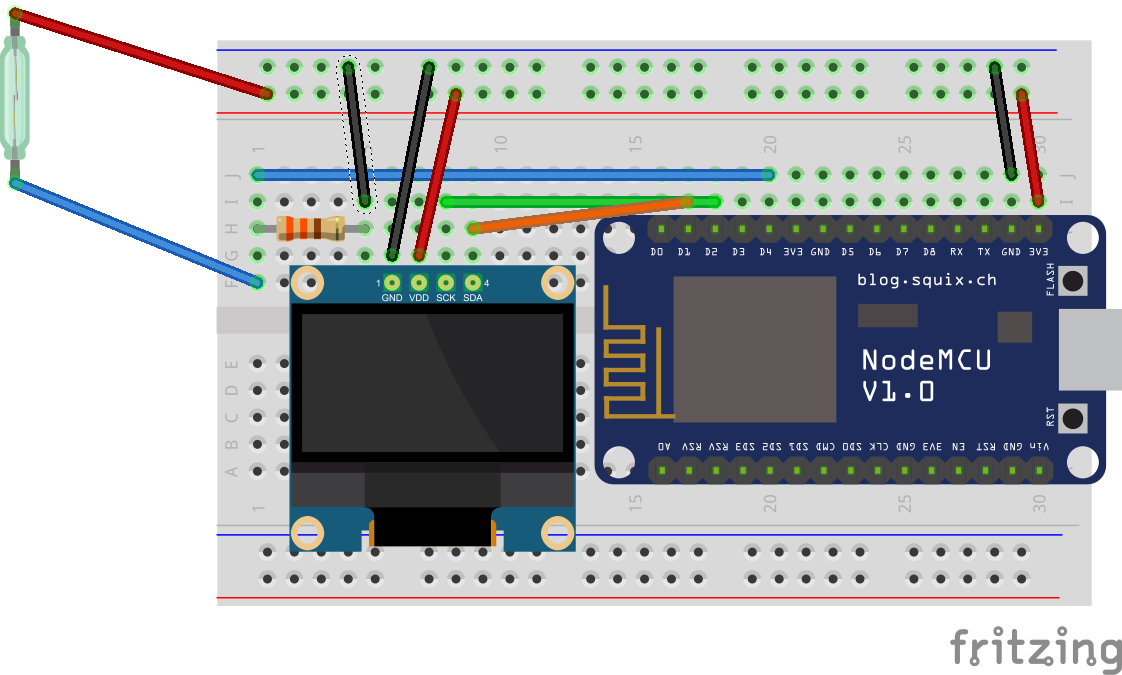 1 10 15 20 25 30
J J
I I
H
G
F
D0 D1 D2 D3 D4 3V3 GND D5 D6 D7 D8 RX TX GND 3V3
blog.squix.ch
FLASH
1 4
GND VDD SCK SDA
NodeMCU
V1.0
RST
E
D
C
B
A
A0 RSV RSV SD3 SD2 SD1 CMD SD0 CLK GND 3V3 EN RST GND Vin
1 15 20 25 30
fritzing